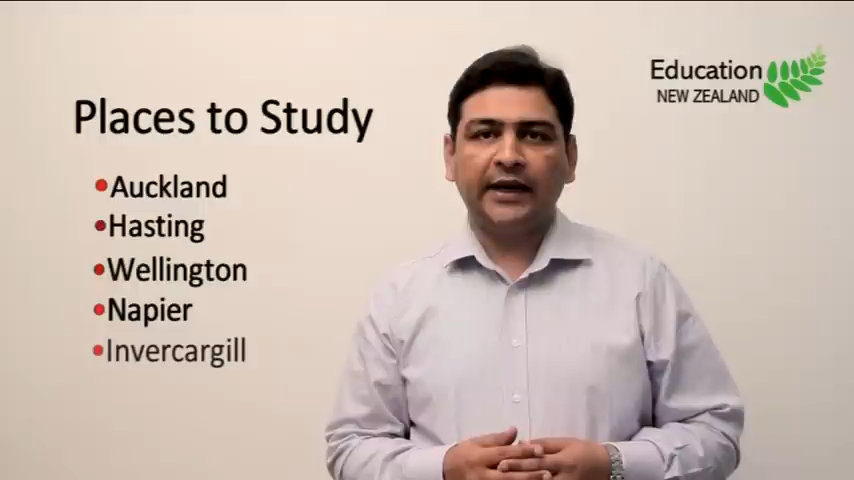 Places to Study
•Auckland
•Hasting
•Wellington
•Napier
•Invercargill
Education
NEW ZEALAND